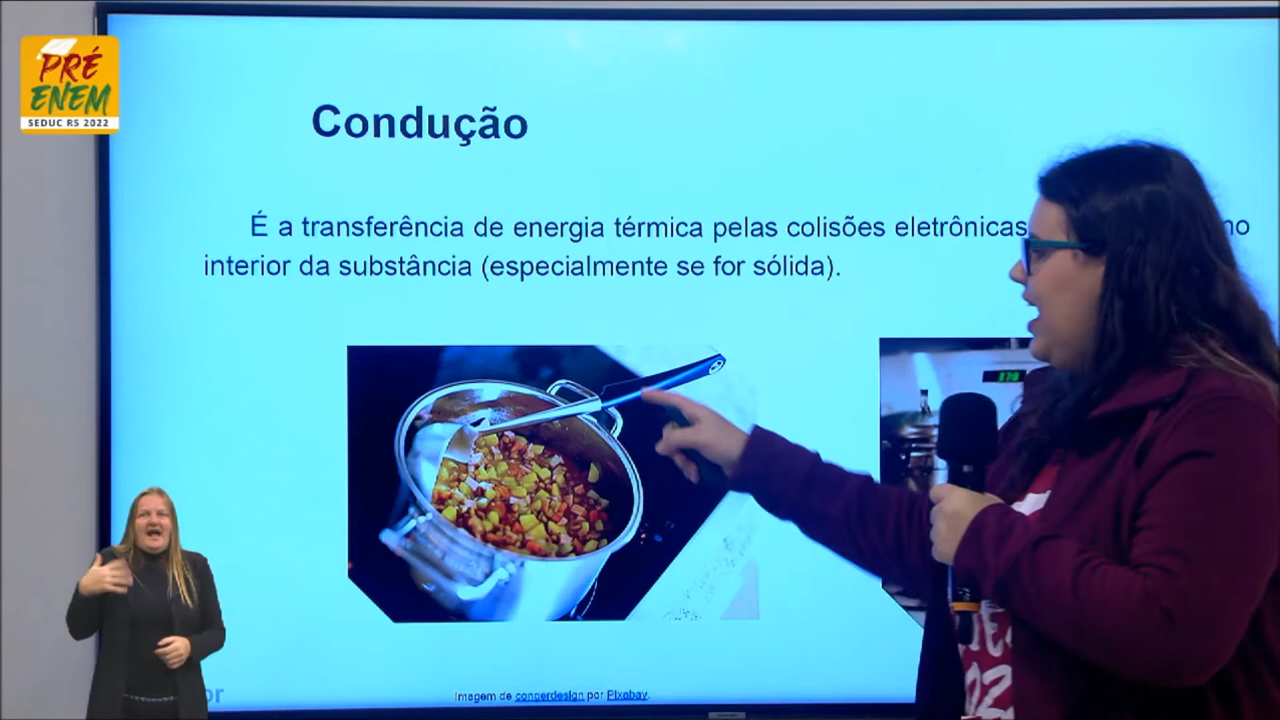 PRÉ
ENEM
SEDUC RS 2022
Condução
É a transferência de energia térmica pelas colisões eletrônicas
interior da substância (especialmente se for sólida).
Imagem de congerdesign por Pixabay.